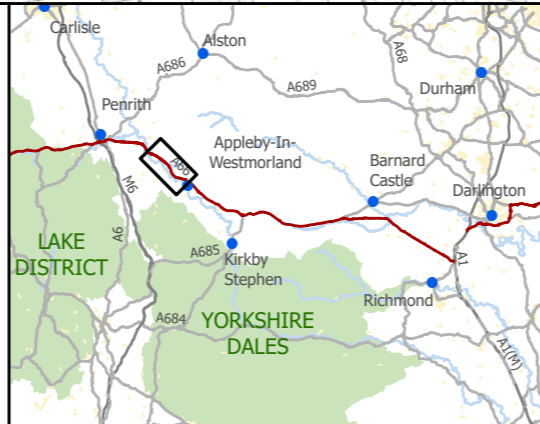 Carlisle
Alston
A68
A686
A689
Durham
Penrith
Appleby-In-
Westmorland
A66
Barnard
Castle
Darlington
M6
A6
LAKE
DISTRICT
A685
Kirkby
Stephen
A1
Richmond
A684
YORKSHIRE
DALES
A1(M)